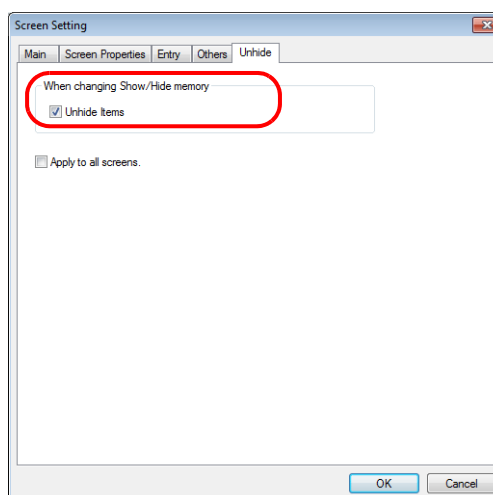 Screen Setting
Main Screen Properties Entry Others Unhide
When changing Show/Hide memory
Unhide Items
Apply to all screens.
OK Cancel